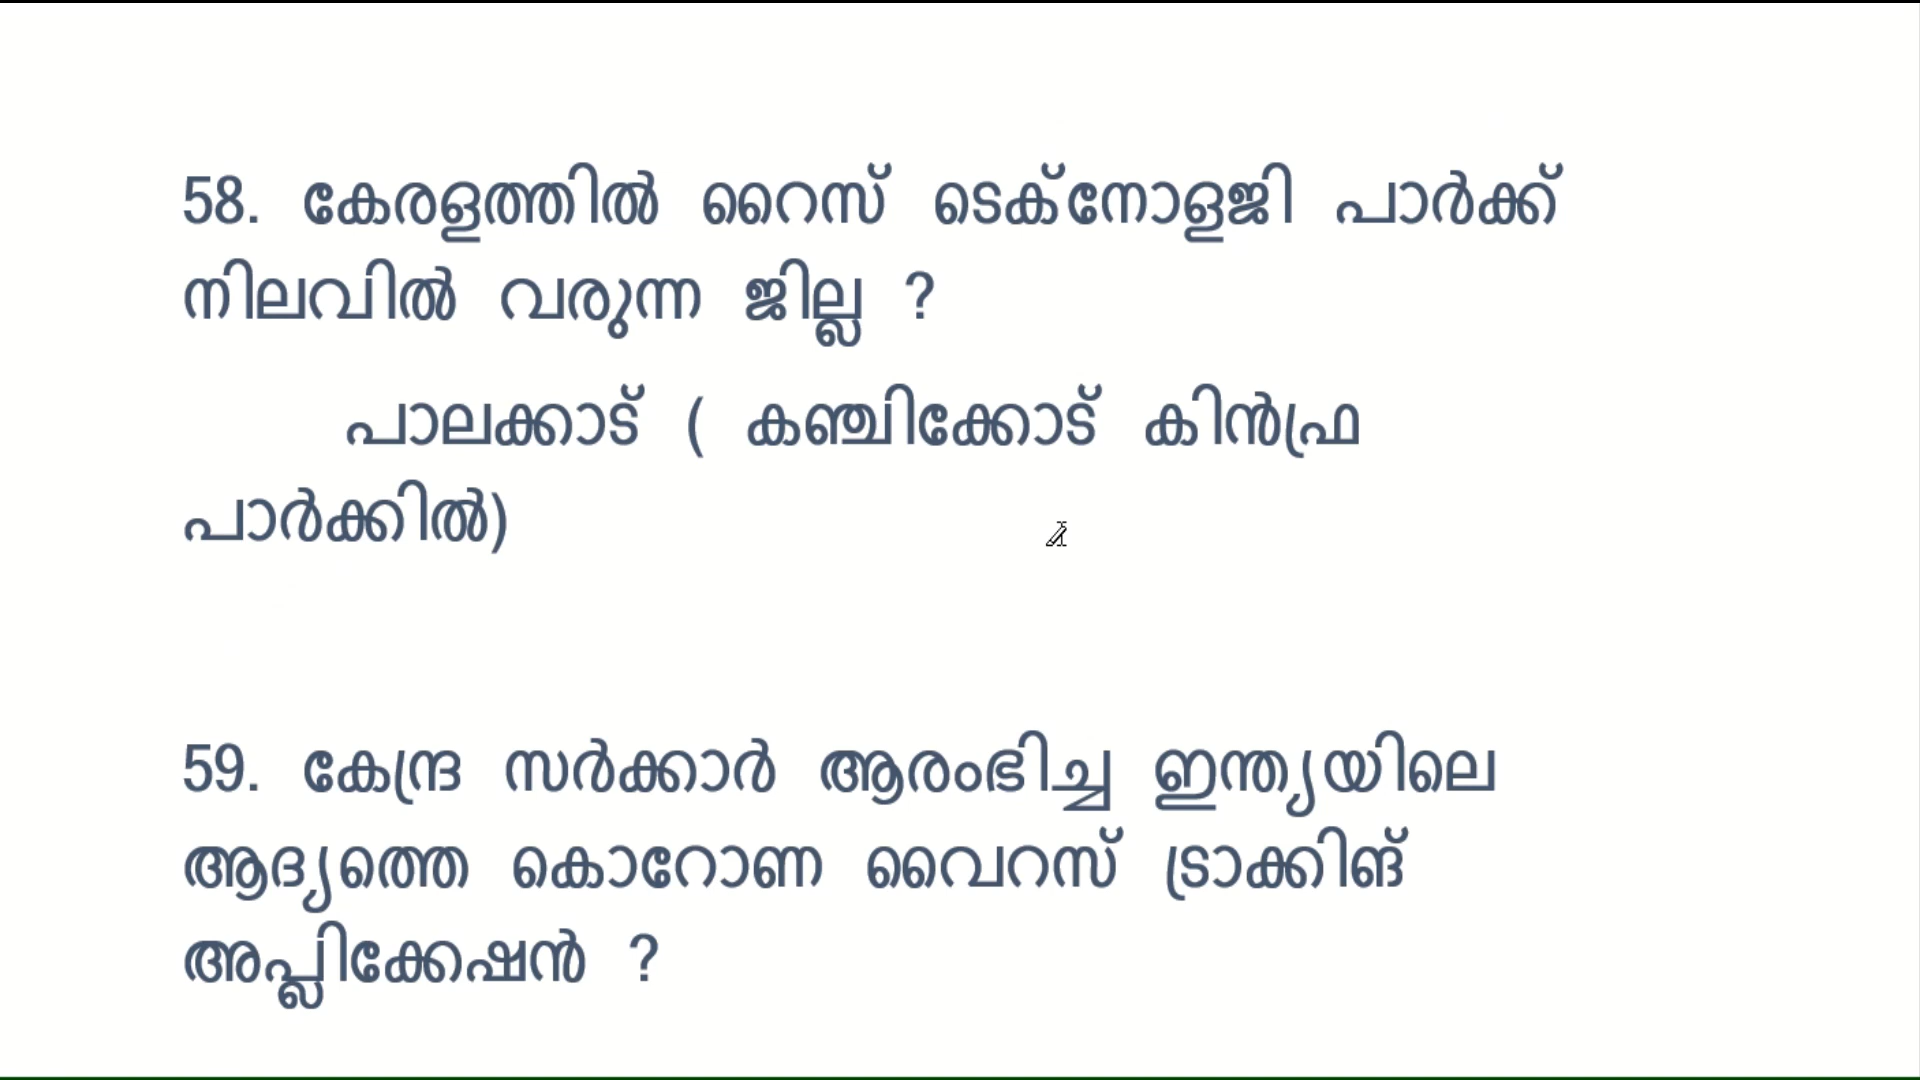 58. കേരളത്തിൽ റൈസ് ടെക്നോളജി പാർക്ക്
നിലവിൽ വരുന്ന ജില്ല ?
പാലക്കാട് ( കഞ്ചിക്കോട് കിൻഫ്ര
പാർക്കിൽ)
59. കേന്ദ്ര സർക്കാർ ആരംഭിച്ച ഇന്ത്യയിലെ
ആദ്യത്തെ കൊറോണ വൈറസ് ട്രാക്കിങ്
അപ്ലിക്കേഷൻ ?